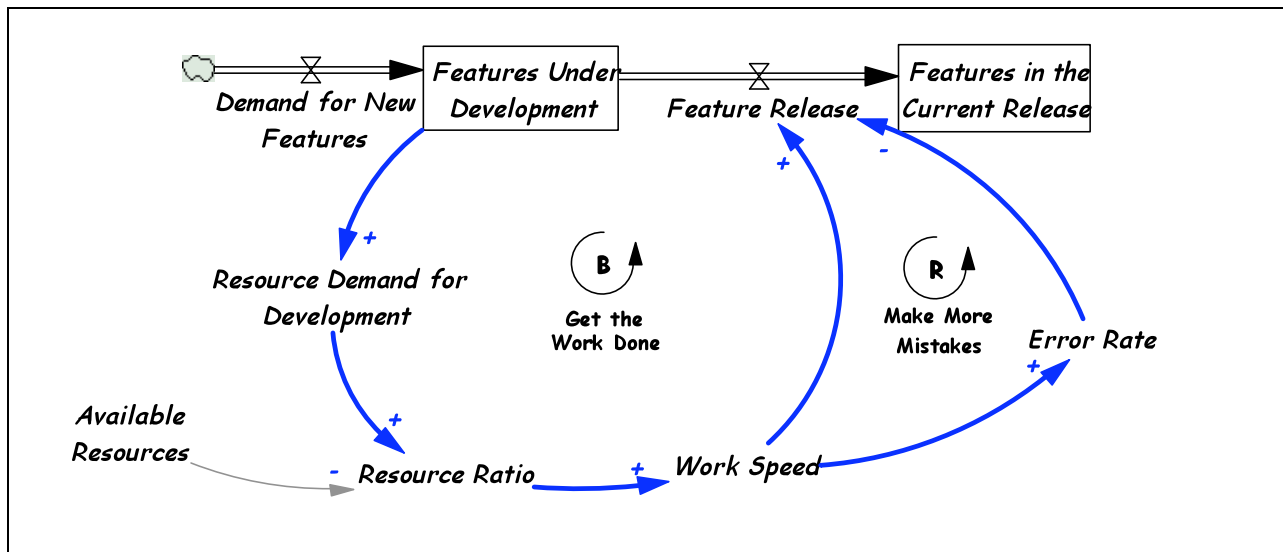 Features Under
Development
Features in the
Current Release
Demand for New
Features
Feature Release
+
-
+
Resource Demand for
Development
B
Get the
Work Done
R
Make More
Mistakes
Error Rate
+
+
Available
Resources
-
Resource Ratio
+
Work Speed